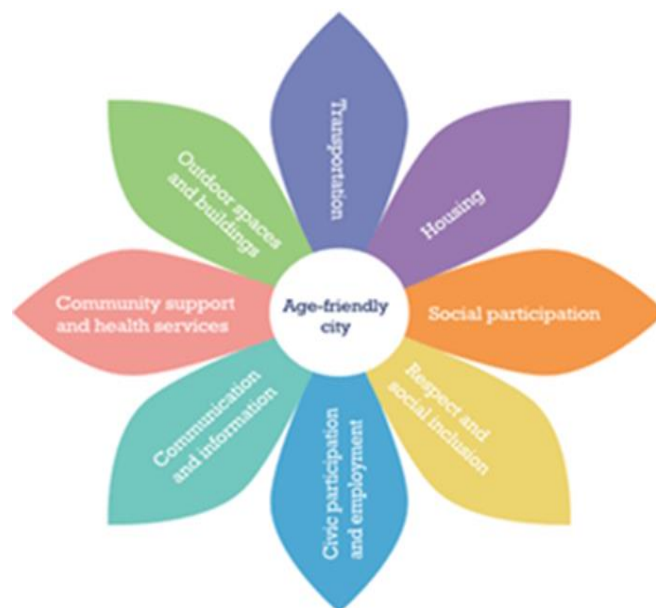 Transportation
Housing
Social participation
Respect and
social inclusion
Civic participation
and employment
Communication
and information
Community support
and health services
Outdoor spaces
and buildings
Age-friendly
city